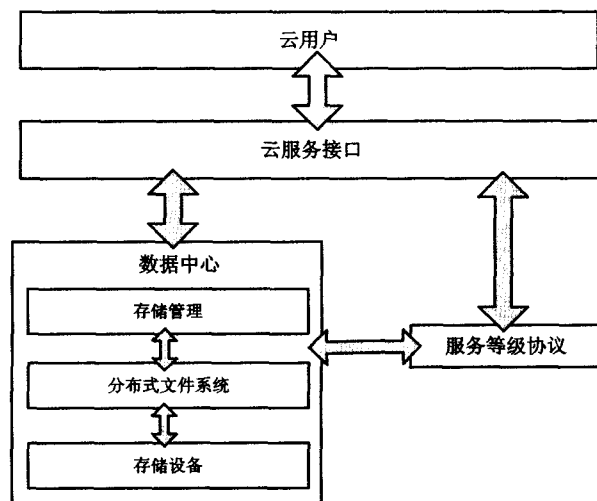 云用户
云服务接口
数据中心
存储管理
分布式文件系统
存储设备
服务等级协议